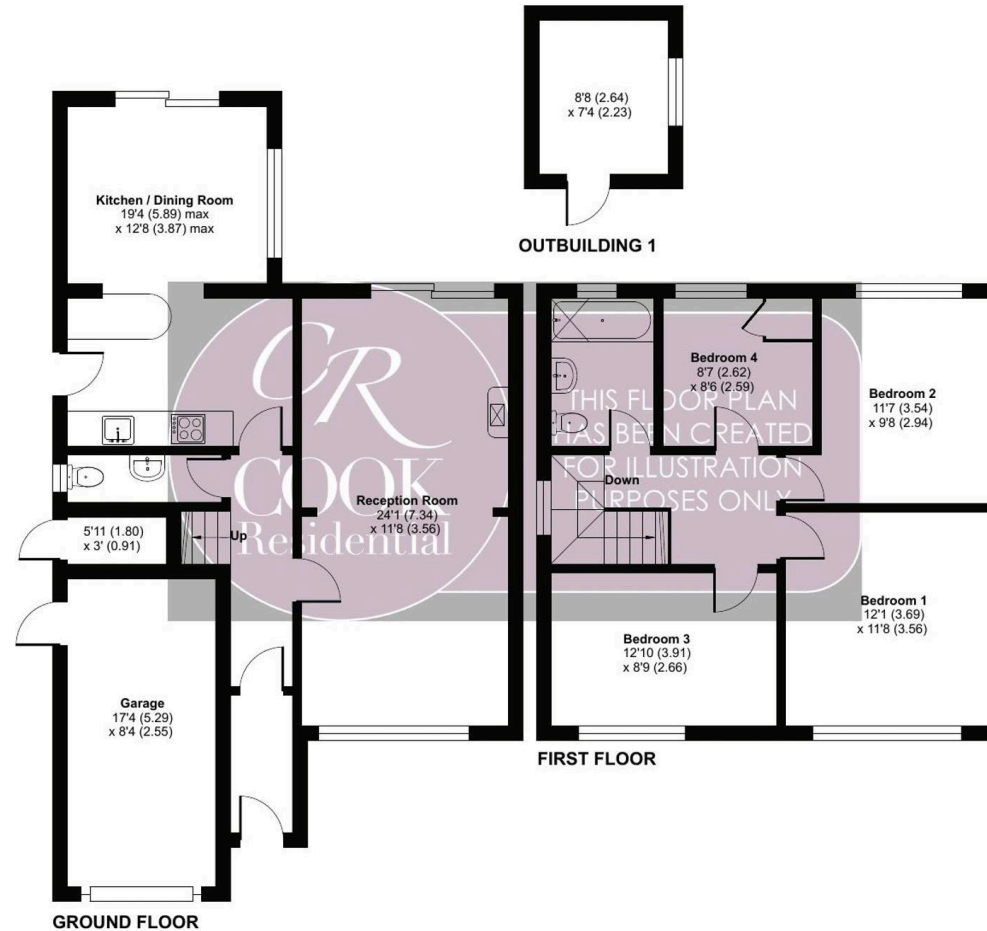 8'8 (2.64)
x 7'4 (2.23)
OUTBUILDING 1
Kitchen / Dining Room
19'4 (5.89) max
x 12'8 (3.87) max
CR
COOK
Residential
Reception Room
24'1 (7.34)
x 11'8 (3.56)
Up
5'11 (1.80)
x 3' (0.91)
Garage
17'4 (5.29)
x 8'4 (2.55)
GROUND FLOOR
THIS FLOOR PLAN
HAS BEEN CREATED
FOR ILLUSTRATION
PURPOSES ONLY
Bedroom 4
8'7 (2.62)
x 8'6 (2.59)
Bedroom 2
11'7 (3.54)
x 9'8 (2.94)
Down
Bedroom 3
12'10 (3.91)
x 8'9 (2.66)
Bedroom 1
12'1 (3.69)
x 11'8 (3.56)
FIRST FLOOR